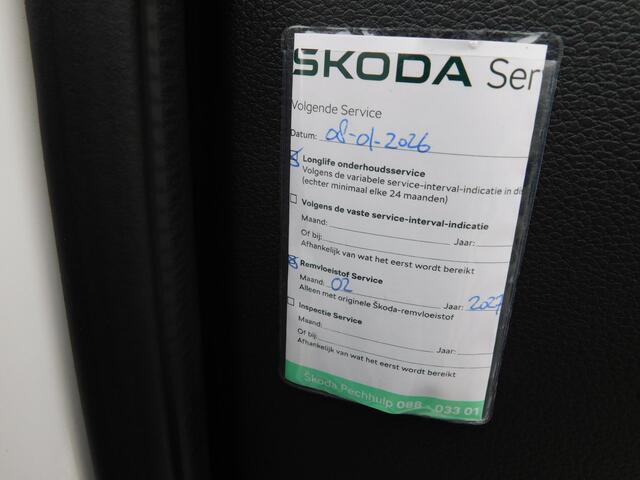 ŠKODA Ser
Volgende Service
Datum: 08-01-2026
Longlife onderhoudsservice
Volgens de variabele service-interval-indicatie in dis
(echter minimaal elke 24 maanden)
Volgens de vaste service-interval-indicatie
Maand: Jaar:
Of bij:
Afhankelijk van wat het eerst wordt bereikt
Remvloeistof Service
Maand: 02 Jaar: 2027
Alleen met originele Škoda-remvloeistof
Inspectie Service
Maand: Jaar:
Of bij:
Afhankelijk van wat het eerst wordt bereikt
Škoda Pechhulp 088 - 033 01